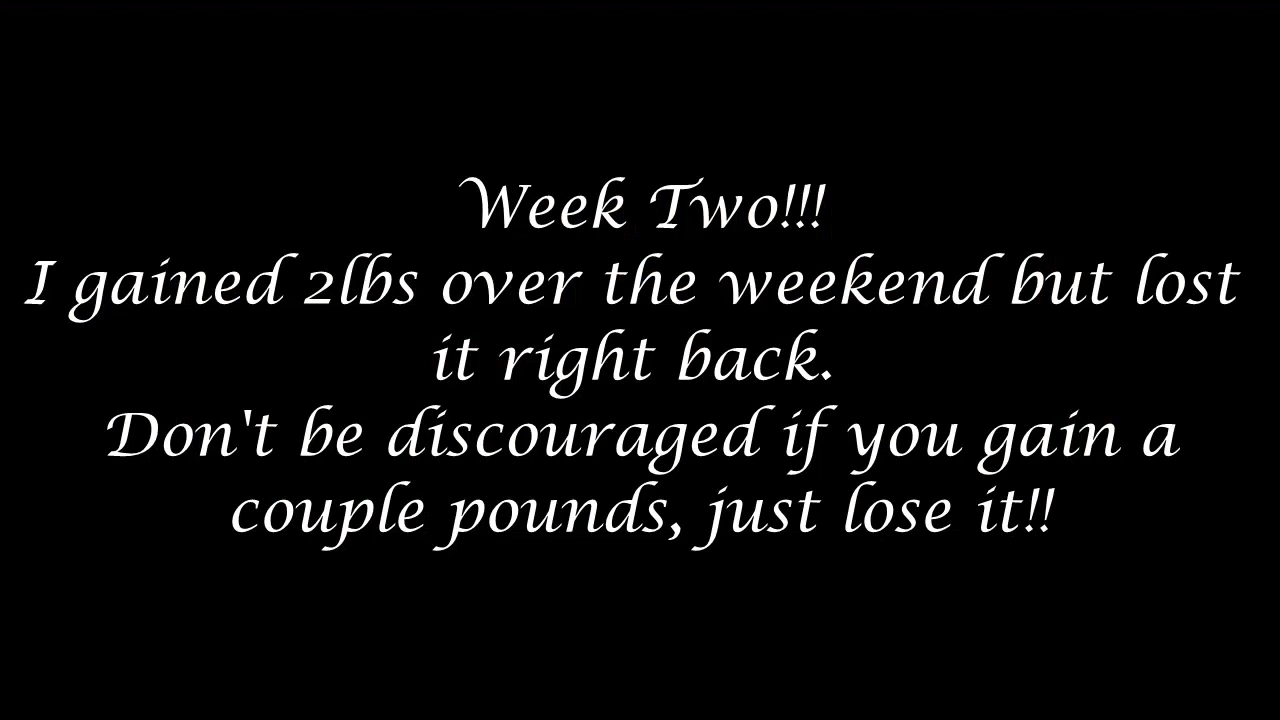 Week Two!!!
I gained 2lbs over the weekend but lost
it right back.
Don't be discouraged if you gain a
couple pounds, just lose it!!